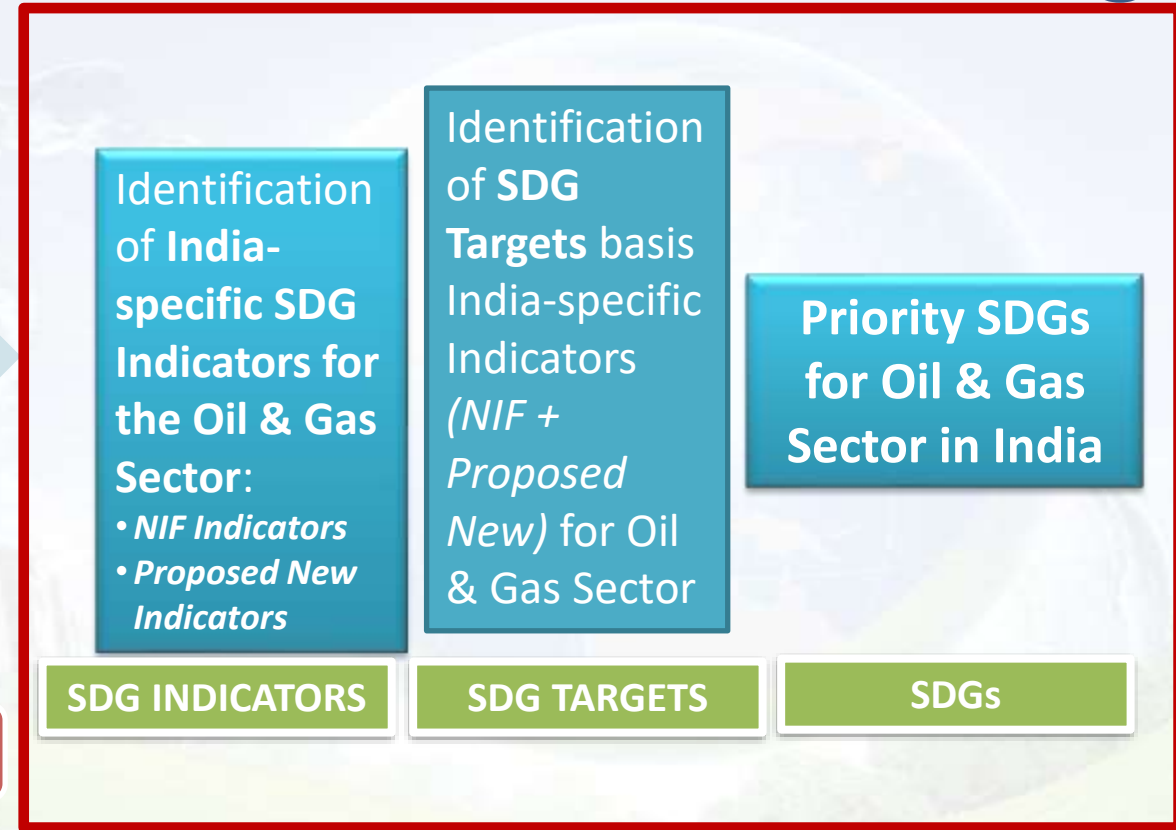 Identification
of India-
specific SDG
Indicators for
the Oil & Gas
Sector:
• NIF Indicators
• Proposed New
Indicators
SDG INDICATORS
Identification
of SDG
Targets basis
India-specific
Indicators
(NIF +
Proposed
New) for Oil
& Gas Sector
SDG TARGETS
Priority SDGs
for Oil & Gas
Sector in India
SDGs